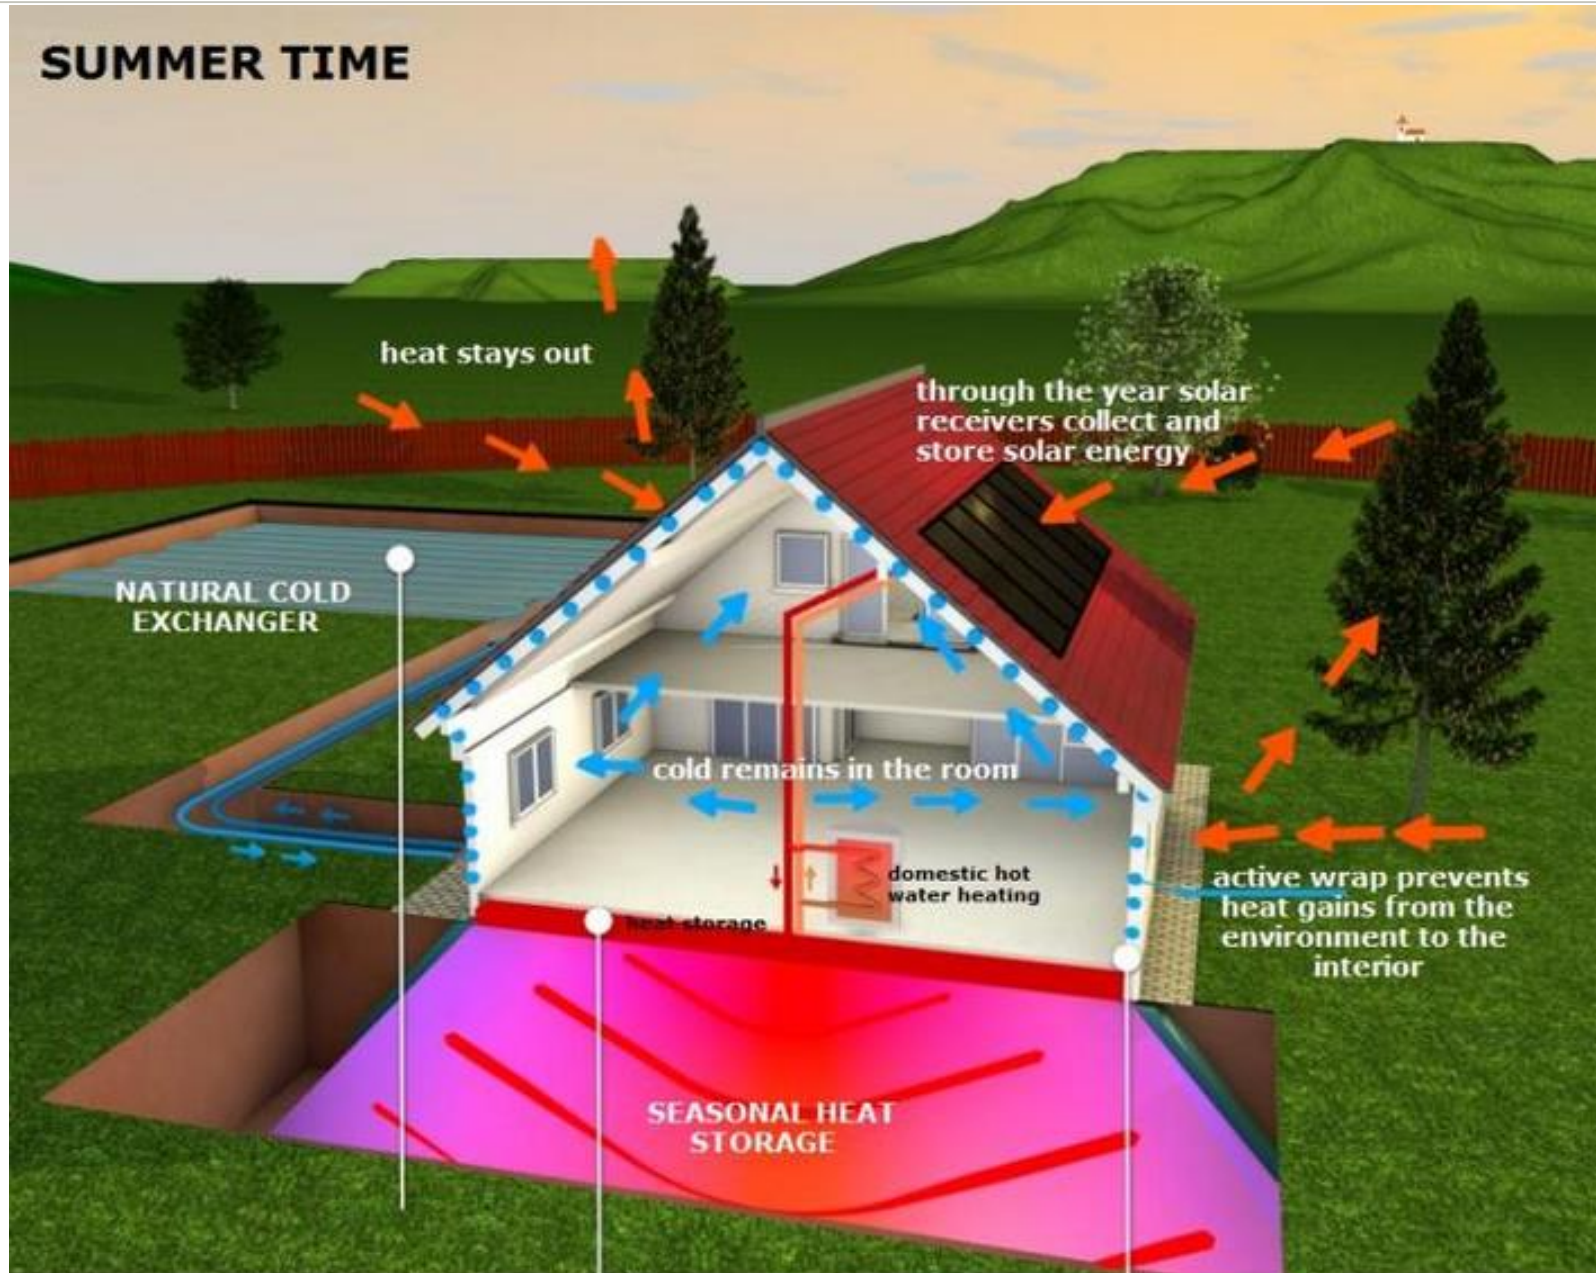 SUMMER TIME
heat stays out
through the year solar
receivers collect and
store solar energy
NATURAL COLD
EXCHANGER
cold remains in the room
domestic hot
water heating
heat storage
active wrap prevents
heat gains from the
environment to the
interior
SEASONAL HEAT
STORAGE